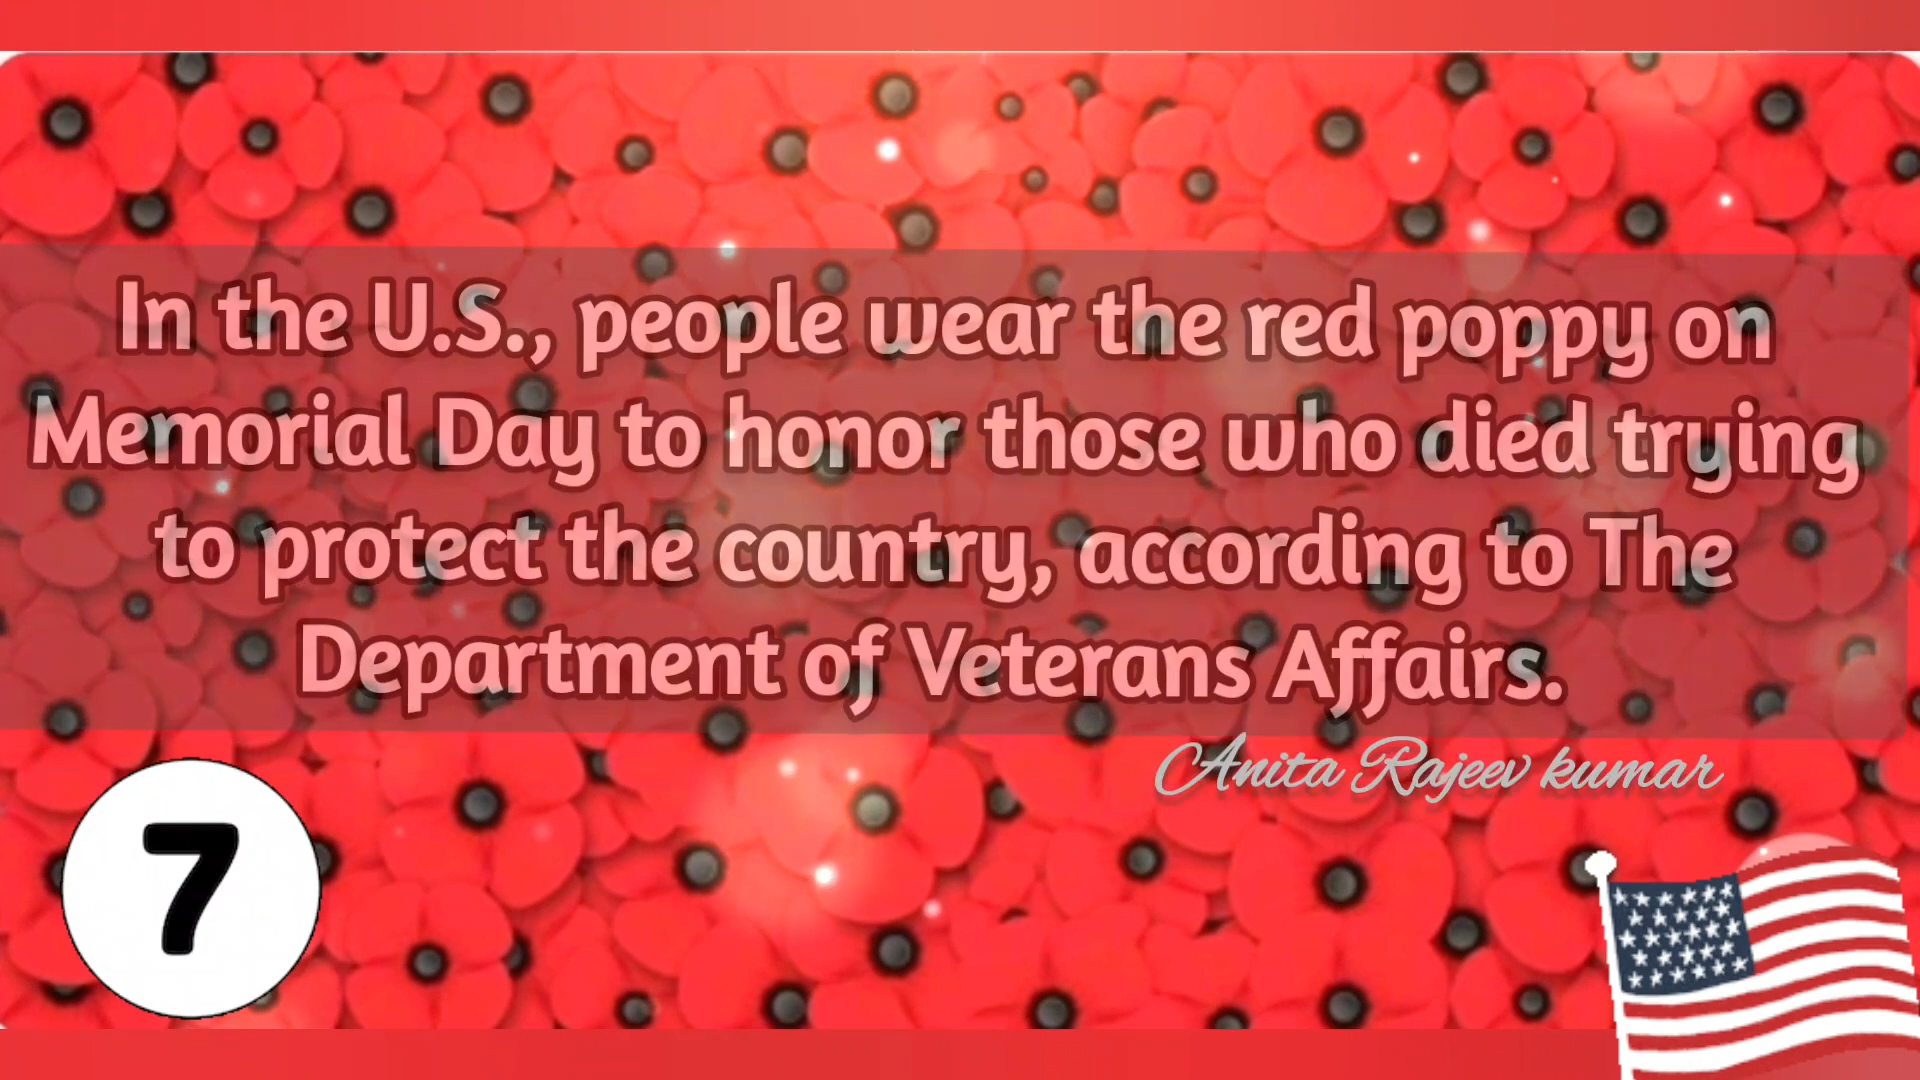 In the U.S., people wear the red poppy on
Memorial Day to honor those who died trying
to protect the country, according to The
Department of Veterans Affairs.
Anita Rajeev kumar
7